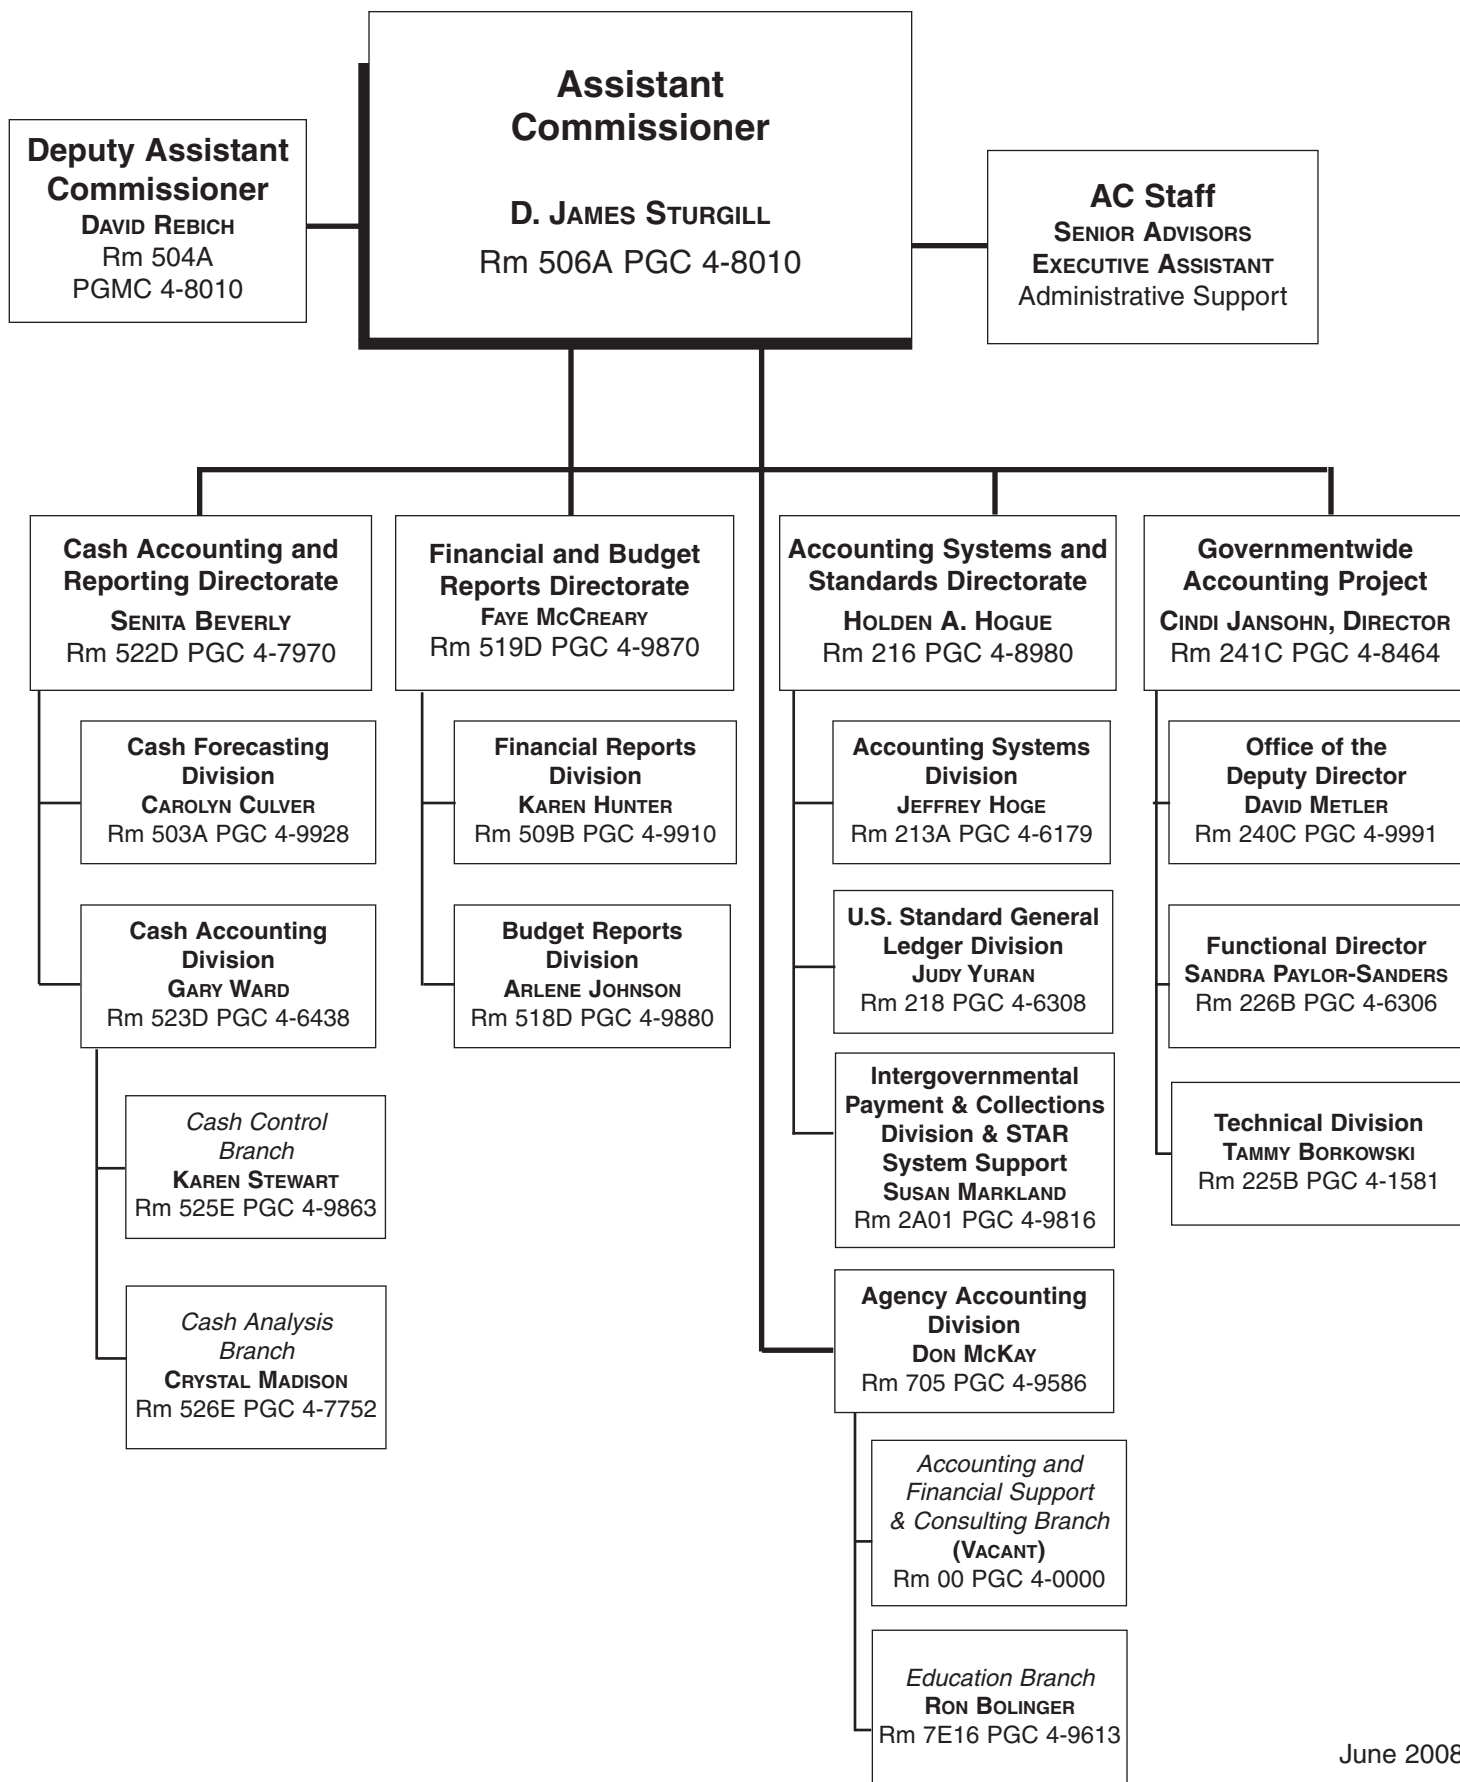 Assistant
Commissioner
D. James Sturgill
Rm 506A PGC 4-8010
Deputy Assistant
Commissioner
David Rebich
Rm 504A
PGMC 4-8010
AC Staff
Senior Advisors
Executive Assistant
Administrative Support
Cash Accounting and
Reporting Directorate
Senita Beverly
Rm 522D PGC 4-7970
Cash Forecasting
Division
Carolyn Culver
Rm 503A PGC 4-9928
Cash Accounting
Division
Gary Ward
Rm 523D PGC 4-6438
Cash Control
Branch
Karen Stewart
Rm 525E PGC 4-9863
Cash Analysis
Branch
Crystal Madison
Rm 526E PGC 4-7752
Financial and Budget
Reports Directorate
Faye McCreary
Rm 519D PGC 4-9870
Financial Reports
Division
Karen Hunter
Rm 509B PGC 4-9910
Budget Reports
Division
Arlene Johnson
Rm 518D PGC 4-9880
Accounting Systems and
Standards Directorate
Holden A. Hogue
Rm 216 PGC 4-8980
Accounting Systems
Division
Jeffrey Hoge
Rm 213A PGC 4-6179
U.S. Standard General
Ledger Division
Judy Yuran
Rm 218 PGC 4-6308
Intergovernmental
Payment & Collections
Division & STAR
System Support
Susan Markland
Rm 2A01 PGC 4-9816
Agency Accounting
Division
Don McKay
Rm 705 PGC 4-9586
Accounting and
Financial Support
& Consulting Branch
(Vacant)
Rm 00 PGC 4-0000
Education Branch
Ron Bolinger
Rm 7E16 PGC 4-9613
Governmentwide
Accounting Project
Cindi Jansohn, Director
Rm 241C PGC 4-8464
Office of the
Deputy Director
David Metler
Rm 240C PGC 4-9991
Functional Director
Sandra Paylor-Sanders
Rm 226B PGC 4-6306
Technical Division
Tammy Borkowski
Rm 225B PGC 4-1581
June 2008